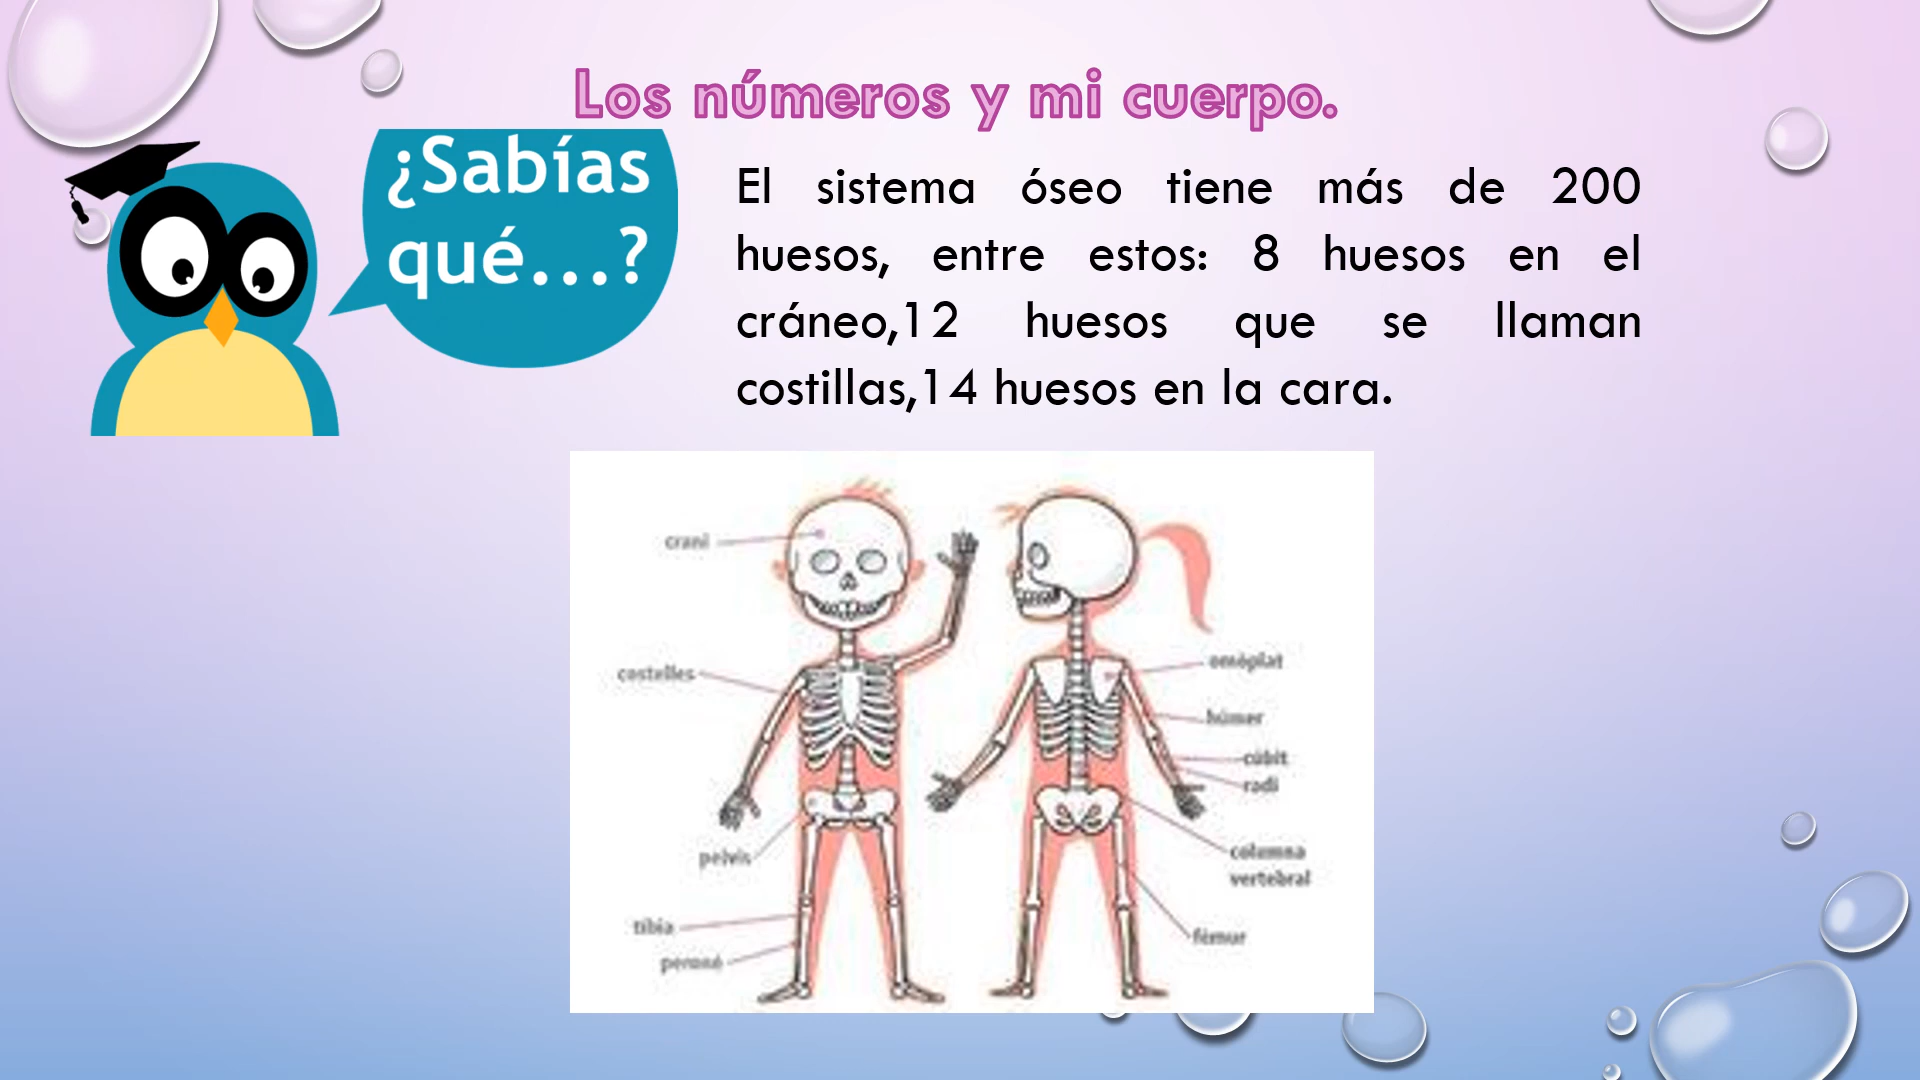 Los números y mi cuerpo.
¿Sabías
qué...?
El sistema óseo tiene más de 200
huesos, entre estos: 8 huesos en el
cráneo,12 huesos que se llaman
costillas,14 huesos en la cara.
crani
costelles
pelvis
tíbia
peroné
omòplat
húmer
cúbit
radi
columna
vertebral
fèmur